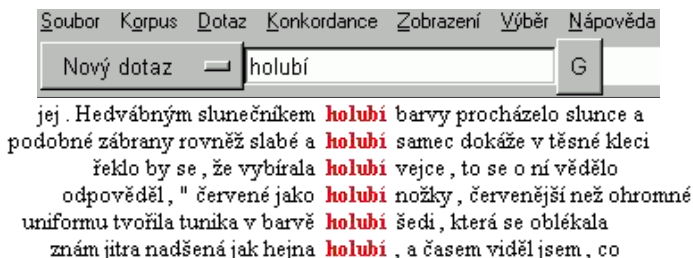 Soubor Korpus Dotaz Konkordance Zobrazení Výběr Nápověda
Nový dotaz holubí G
jej . Hedvábným slunečníkem holubí barvy procházelo slunce a
podobné zábrany rovněž slabé a holubí samec dokáže v těsné kleci
řeklo by se , že vybírala holubí vejce , to se o ní vědělo
odpověděl , " červené jako holubí nožky , červenější než ohromné
uniformu tvořila tunika v barvě holubí šedi , která se oblékala
znám jitra nadšená jak hejna holubí , a časem viděl jsem , co